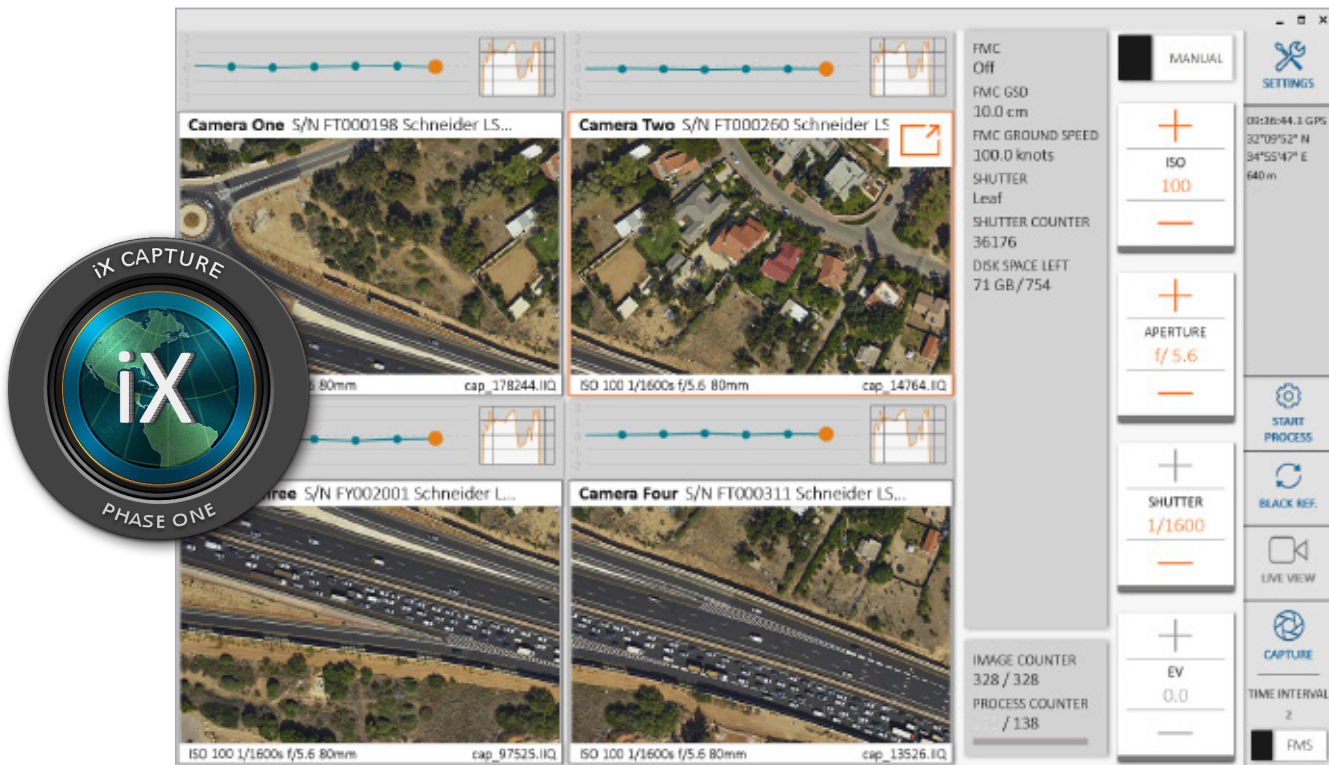 iX CAPTURE
iX
PHASE ONE
Camera One S/N FT000198 Schneider LS...
5.6 80mm cap_178244.IIQ
Camera Two S/N FT000260 Schneider LS
ISO 100 1/1600s f/5.6 80mm cap_14764.IIQ
ree S/N FY002001 Schneider L...
ISO 100 1/1600s f/5.6 80mm cap_97525.IIQ
Camera Four S/N FT000311 Schneider LS...
ISO 100 1/1600s f/5.6 80mm cap_13526.IIQ
FMC
Off
FMC GSD
10.0 cm
FMC GROUND SPEED
100.0 knots
SHUTTER
Leaf
SHUTTER COUNTER
36176
DISK SPACE LEFT
71 GB/754
IMAGE COUNTER
328 / 328
PROCESS COUNTER
/ 138
MANUAL
ISO
100
APERTURE
f/ 5.6
SHUTTER
1/1600
EV
0.0
SETTINGS
09:36:44.1 GPS
32°09'52" N
34°55'47" E
640 m
START
PROCESS
BLACK REF.
LIVE VIEW
CAPTURE
TIME INTERVAL
2
FMS